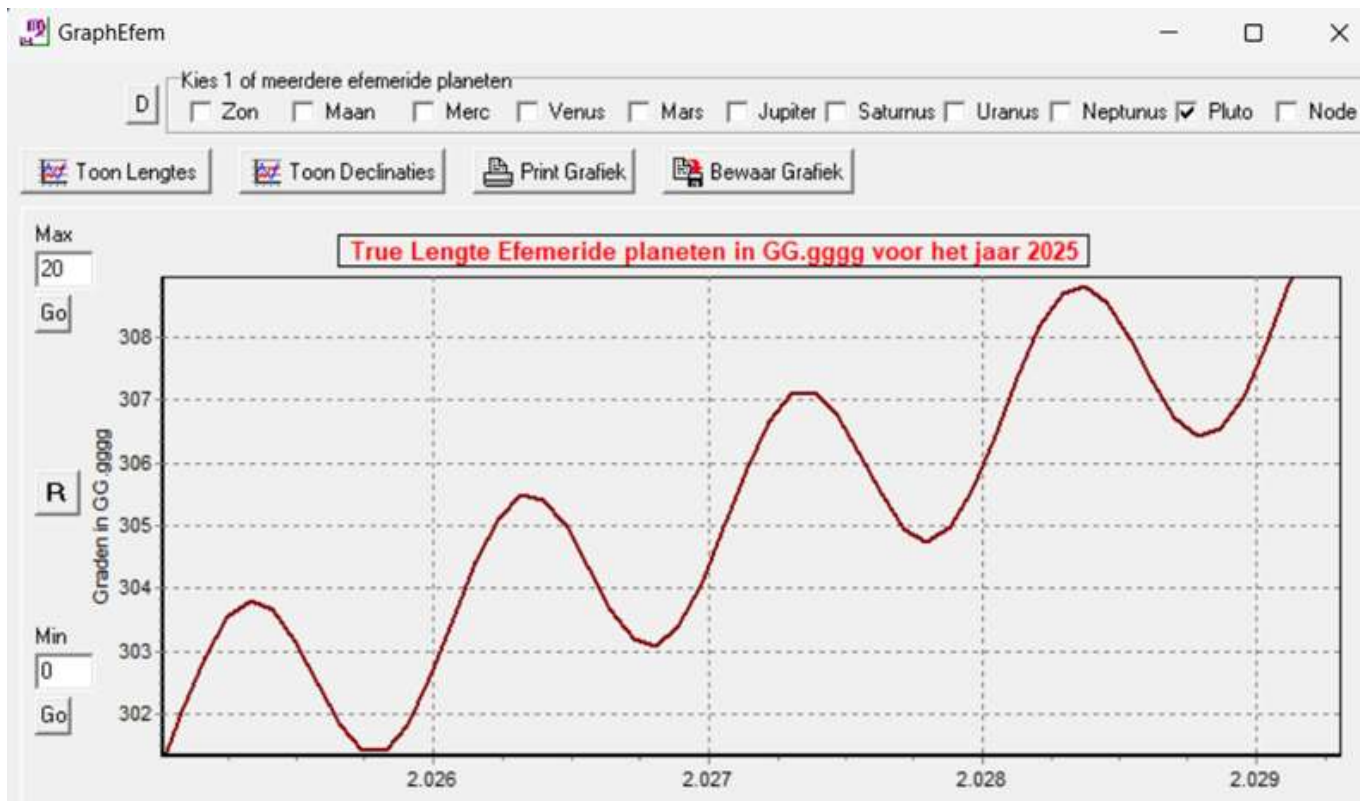 GraphEfem
Kies 1 of meerdere efemeride planeten
D Zon Maan Merc Venus Mars Jupiter Saturnus Uranus Neptunus Pluto Node
Toon Lengtes Toon Declinaties Print Grafiek Bewaar Grafiek
Max
20
Go
R
Min
0
Go
True Lengte Efemeride planeten in GG.gggg voor het jaar 2025
Graden in GG.gggg
308
307
306
305
304
303
302
2.026 2.027 2.028 2.029